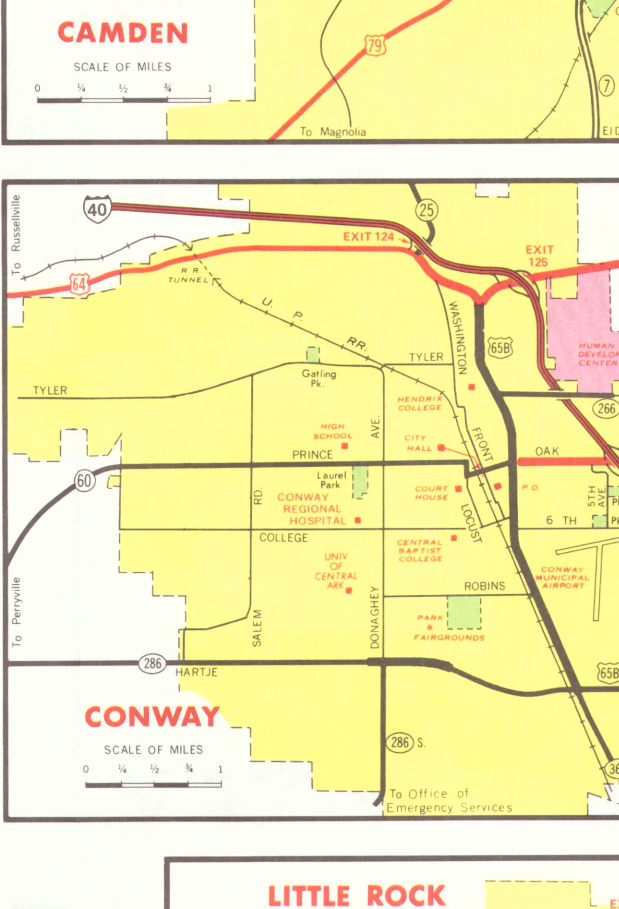 CAMDEN
SCALE OF MILES
0 ¼ ½ ¾ 1
79
To Magnolia
7
To Russellville
40
25
EXIT 124
EXIT
125
64
R.R.
TUNNEL
U. P. RR.
WASHINGTON
65B
HUMAN
CENTER
TYLER
Gatling
Pk.
TYLER
HENDRIX
COLLEGE
266
HIGH
SCHOOL
AVE.
CITY
HALL
FRONT
PRINCE
OAK
60
Laurel
Park
RD.
CONWAY
REGIONAL
HOSPITAL
COURT
HOUSE
P.O.
5TH
AVE.
LOCUST
6 TH
COLLEGE
CENTRAL
BAPTIST
COLLEGE
UNIV
OF
CENTRAL
ARK
CONWAY
MUNICIPAL
AIRPORT
ROBINS
To Perryville
SALEM
DONAGHEY
PARK
&
FAIRGROUNDS
286
HARTJE
65B
CONWAY
SCALE OF MILES
0 ¼ ½ ¾ 1
286 S.
To Office of
Emergency Services
LITTLE ROCK